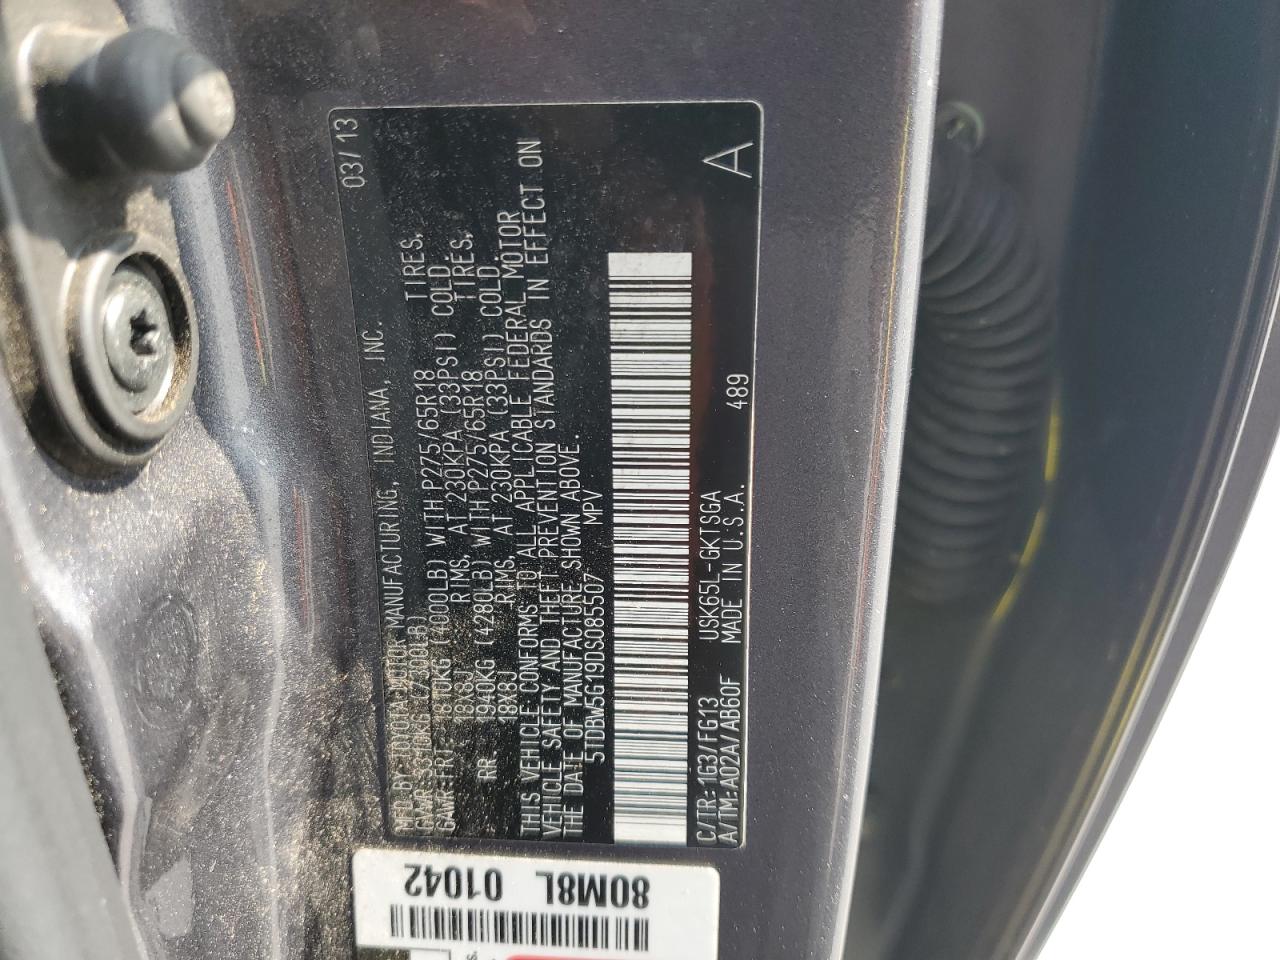 MFD BY: TOYOTA MOTOR MANUFACTURING, INDIANA, INC. 03/13
GVWR 3310KG (7300LB)
GAWR FRT. 1810KG (4000LB) WITH P275/65R18 TIRES,
18X8J RIMS, AT 230KPA (33PSI) COLD
RR. 1940KG (4280LB) WITH P275/65R18 TIRES,
18X8J RIMS, AT 230KPA (33PSI) COLD.
THIS VEHICLE CONFORMS TO ALL APPLICABLE FEDERAL MOTOR
VEHICLE SAFETY AND THEFT PREVENTION STANDARDS IN EFFECT ON
THE DATE OF MANUFACTURE SHOWN ABOVE.
5TDBW5G19DS085507 MPV
C/TR:1G3/FG13 USK65L-GKTSGA 489 A
A/TM:A02A/AB60F MADE IN U.S.A.
80M8L
01042